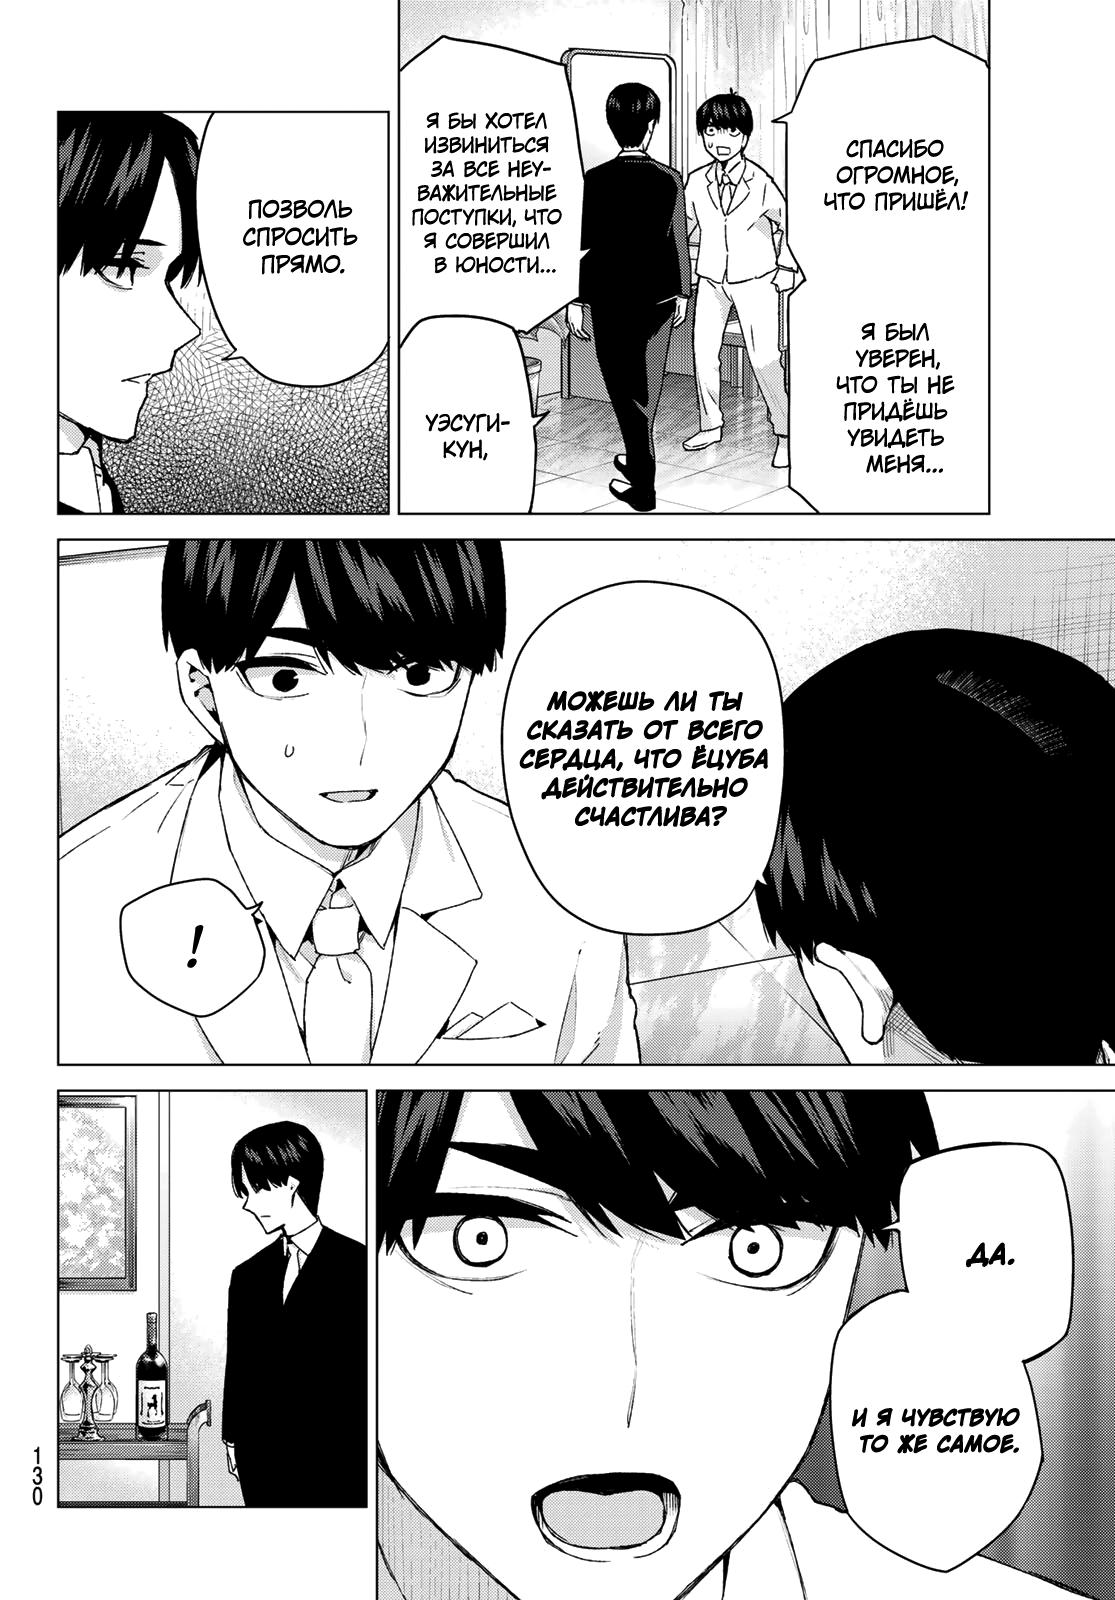 СПАСИБО
ОГРОМНОЕ,
ЧТО ПРИШЁЛ!
Я БЫЛ
УВЕРЕН,
ЧТО ТЫ НЕ
ПРИДЁШЬ
УВИДЕТЬ
МЕНЯ...
Я БЫ ХОТЕЛ
ИЗВИНИТЬСЯ
ЗА ВСЕ НЕУ-
ВАЖИТЕЛЬНЫЕ
ПОСТУПКИ, ЧТО
Я СОВЕРШИЛ
В ЮНОСТИ...
УЭСУГИ-
КУН,
ПОЗВОЛЬ
СПРОСИТЬ
ПРЯМО.
МОЖЕШЬ ЛИ ТЫ
СКАЗАТЬ ОТ ВСЕГО
СЕРДЦА, ЧТО ЁЦУБА
ДЕЙСТВИТЕЛЬНО
СЧАСТЛИВА?
!
ДА.
И Я ЧУВСТВУЮ
ТО ЖЕ САМОЕ.
130